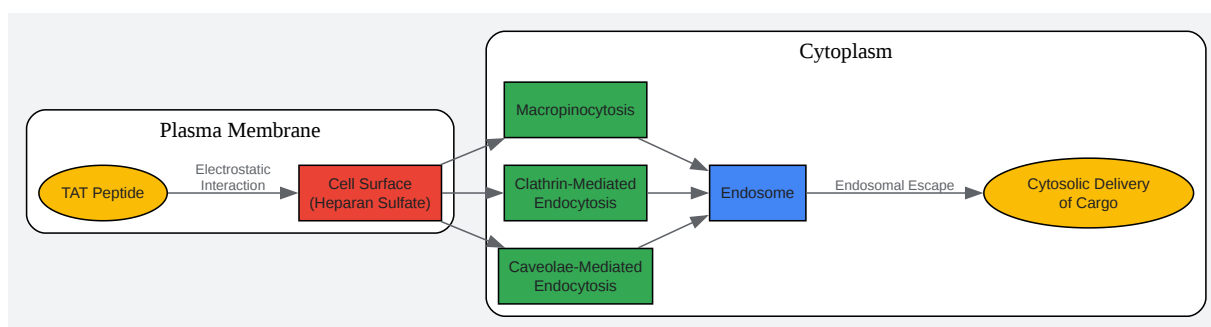 Cytoplasm
Plasma Membrane
TAT Peptide
Electrostatic
Interaction
Cell Surface
(Heparan Sulfate)
Macropinocytosis
Clathrin-Mediated
Endocytosis
Caveolae-Mediated
Endocytosis
Endosome
Endosomal Escape
Cytosolic Delivery
of Cargo